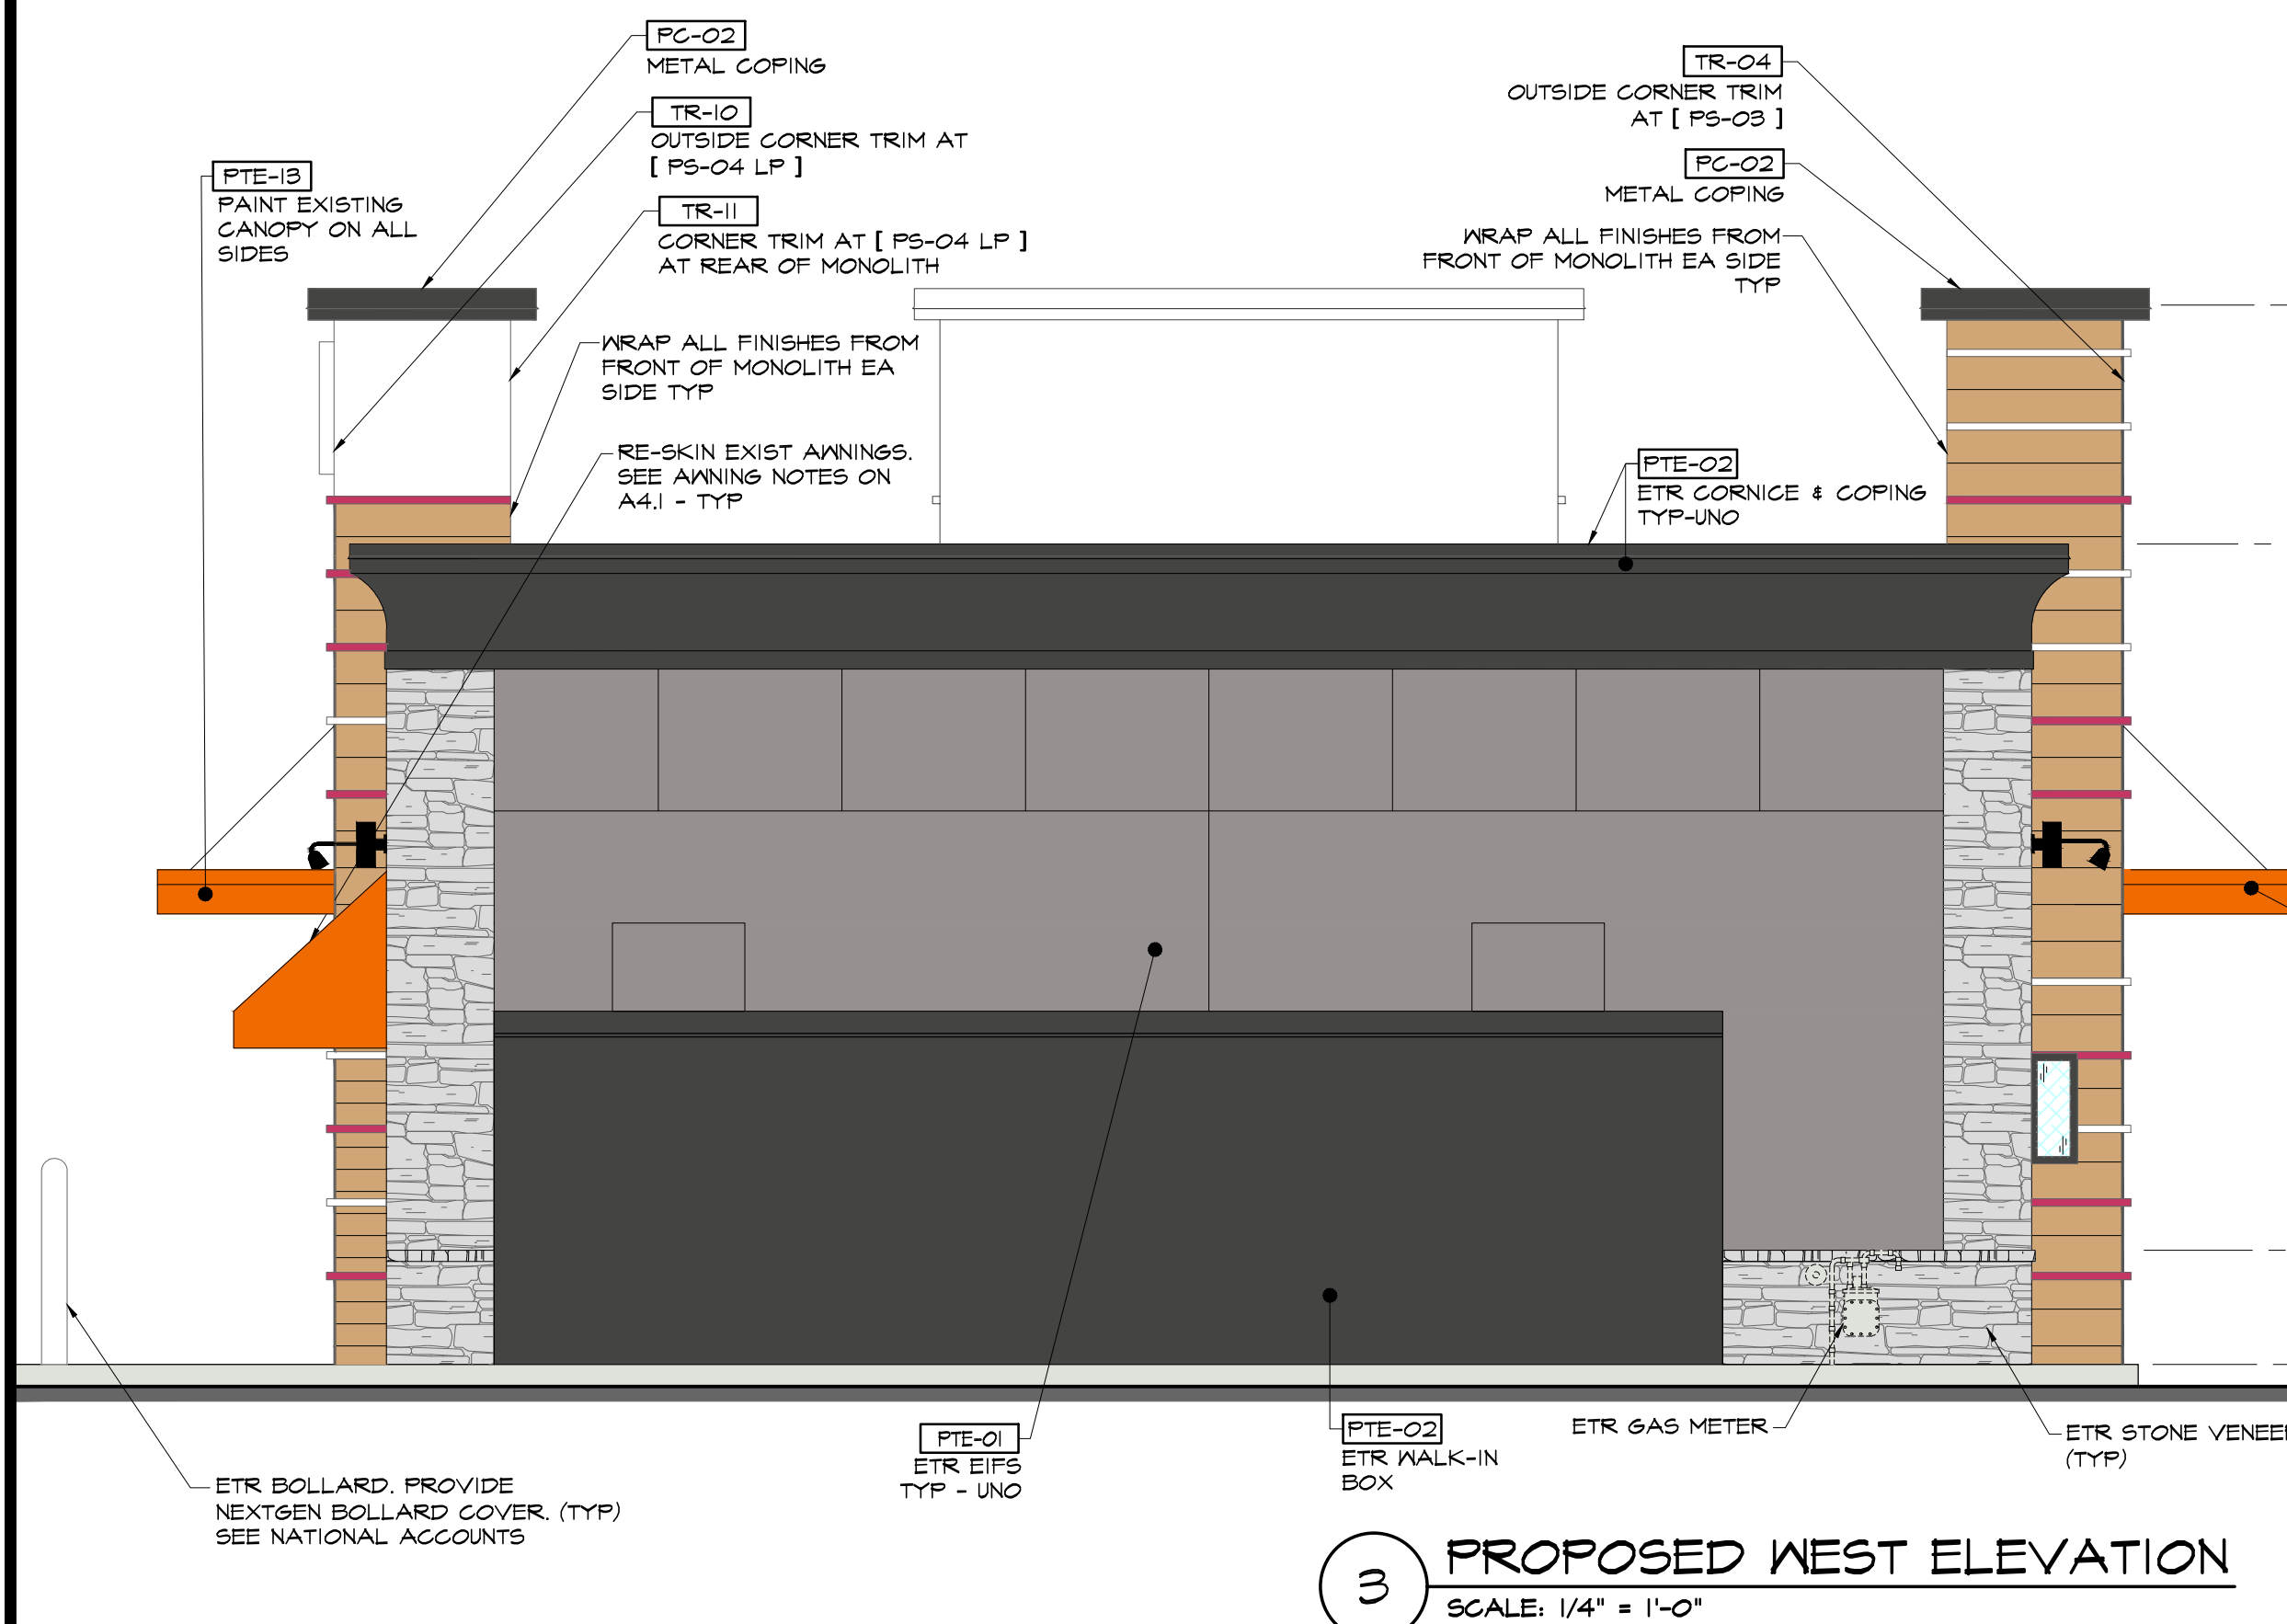 PC-02
METAL COPING
TR-10
OUTSIDE CORNER TRIM AT
[ PS-04 LP ]
PTE-13
PAINT EXISTING
CANOPY ON ALL
SIDES
TR-11
CORNER TRIM AT [ PS-04 LP ]
AT REAR OF MONOLITH
WRAP ALL FINISHES FROM
FRONT OF MONOLITH EA
SIDE TYP
RE-SKIN EXIST AWNINGS.
SEE AWNING NOTES ON
A4.1 - TYP
TR-04
OUTSIDE CORNER TRIM
AT [ PS-03 ]
PC-02
METAL COPING
WRAP ALL FINISHES FROM
FRONT OF MONOLITH EA SIDE
TYP
PTE-02
ETR CORNICE & COPING
TYP-UNO
ETR BOLLARD. PROVIDE
NEXTGEN BOLLARD COVER. (TYP)
SEE NATIONAL ACCOUNTS
PTE-01
ETR EIFS
TYP - UNO
PTE-02
ETR WALK-IN
BOX
ETR GAS METER
ETR STONE VENEE
(TYP)
3
PROPOSED WEST ELEVATION
SCALE: 1/4" = 1'-0"